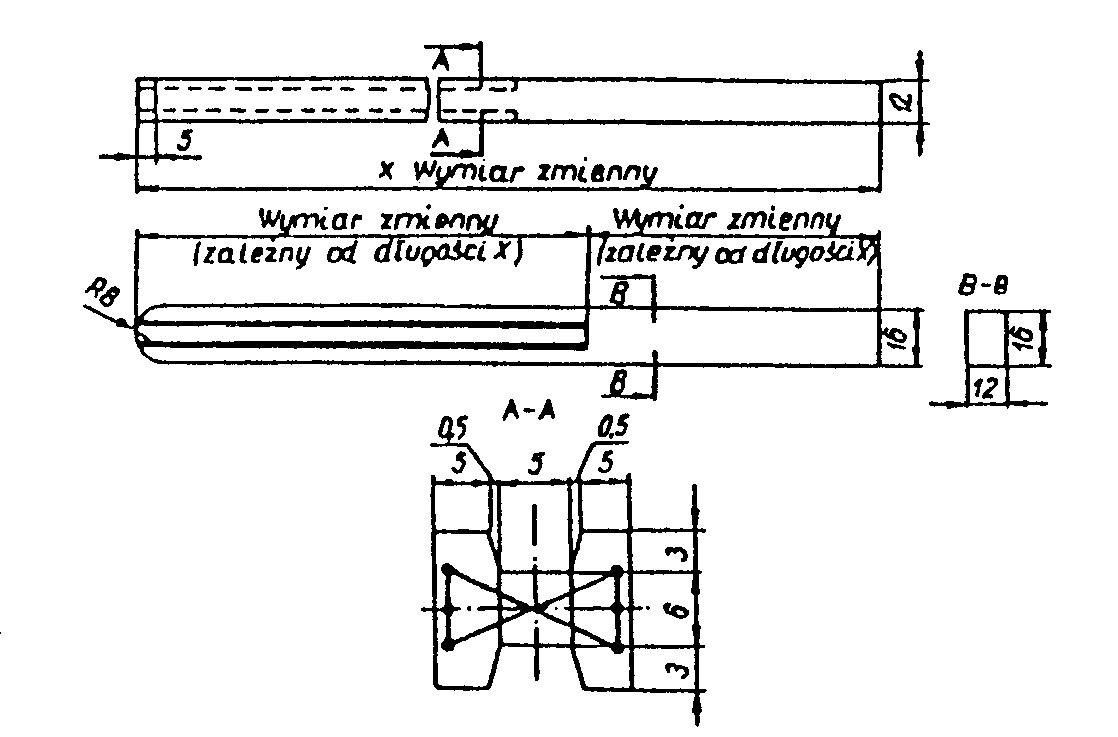 A
12
A
5
x Wymiar zmienny
Wymiar zmienny Wymiar zmienny
(zależny od długości x) (zależny od długości x)
R8
B
B-B
16
16
B
12
A-A
0,5 0,5
5 5 5
3
6
3